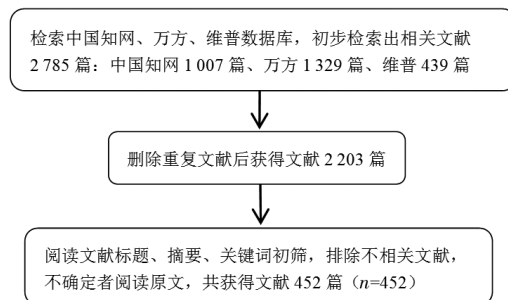 检索中国知网、万方、维普数据库，初步检索出相关文献
2 785 篇：中国知网 1 007 篇、万方 1 329 篇、维普 439 篇
删除重复文献后获得文献 2 203 篇
阅读文献标题、摘要、关键词初筛，排除不相关文献，
不确定者阅读原文，共获得文献 452 篇（n=452）